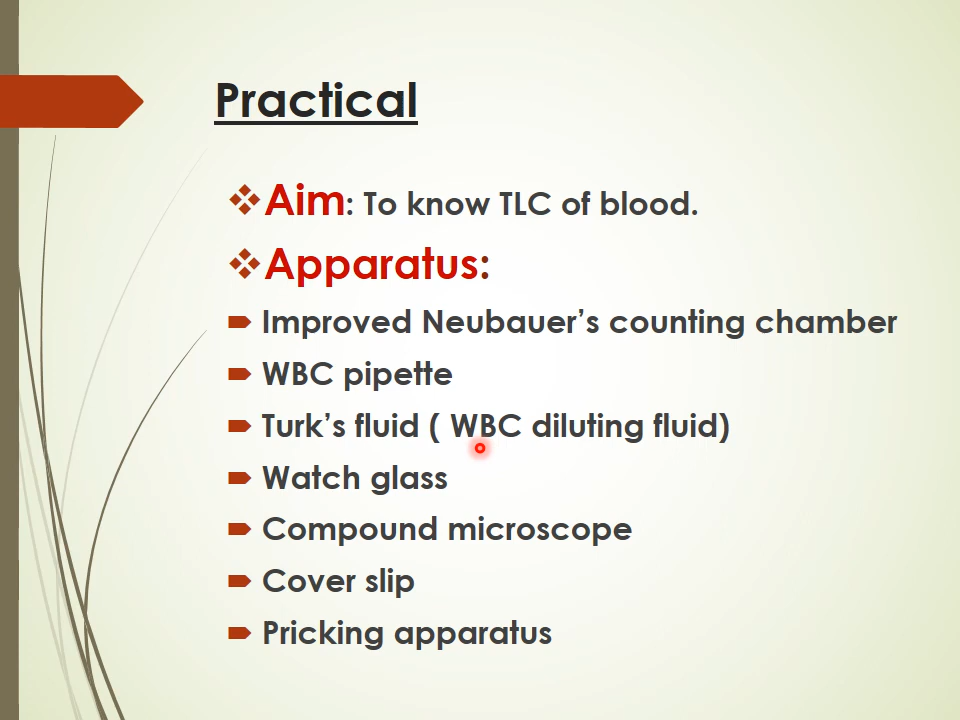 Practical
Aim: To know TLC of blood.
Apparatus:
Improved Neubauer’s counting chamber
WBC pipette
Turk’s fluid ( WBC diluting fluid)
Watch glass
Compound microscope
Cover slip
Pricking apparatus